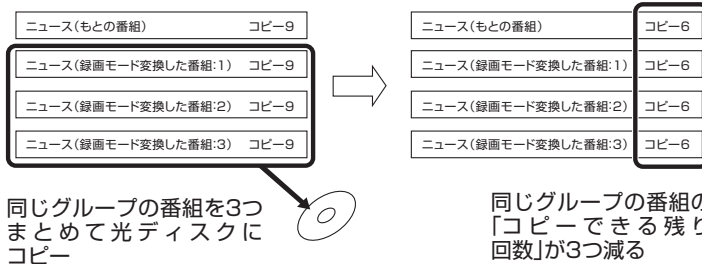 ニュース(もとの番組) コピー9
ニュース(録画モード変換した番組:1) コピー9
ニュース(録画モード変換した番組:2) コピー9
ニュース(録画モード変換した番組:3) コピー9
同じグループの番組を3つ
まとめて光ディスクに
コピー
ニュース(もとの番組) コピー6
ニュース(録画モード変換した番組:1) コピー6
ニュース(録画モード変換した番組:2) コピー6
ニュース(録画モード変換した番組:3) コピー6
同じグループの番組の
「コピーできる残り
回数」が3つ減る